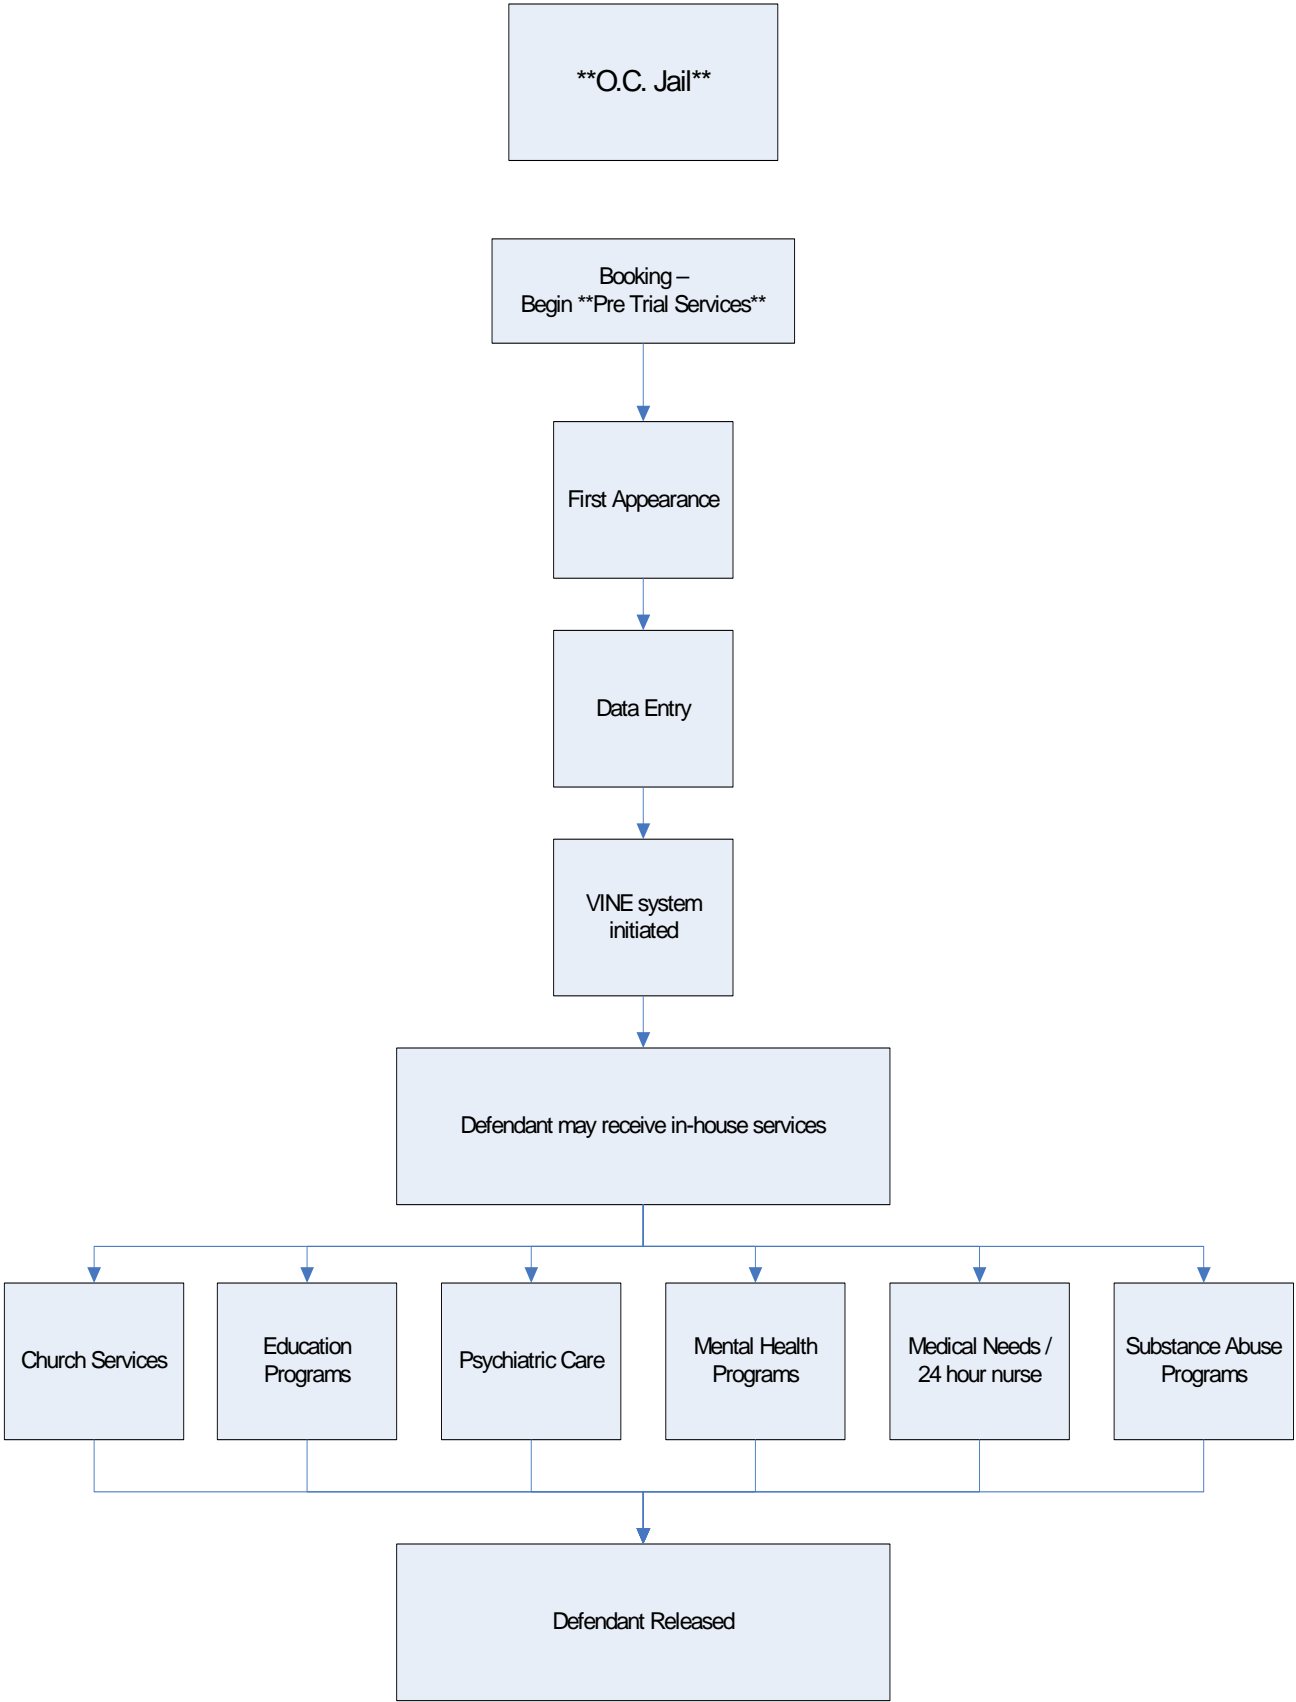 **O.C. Jail**
Booking –
Begin **Pre Trial Services**
First Appearance
Data Entry
VINE system
initiated
Defendant may receive in-house services
Church Services
Education
Programs
Psychiatric Care
Mental Health
Programs
Medical Needs /
24 hour nurse
Substance Abuse
Programs
Defendant Released